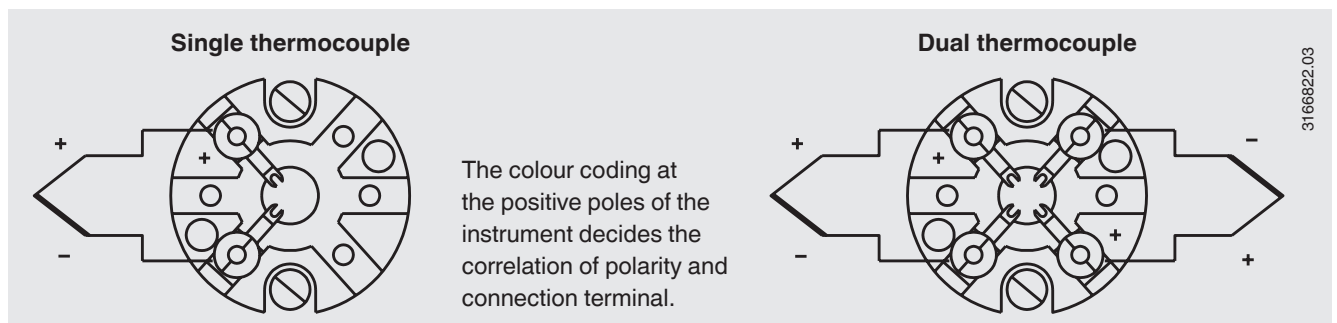 Single thermocouple
+
+
−
The colour coding at
the positive poles of the
instrument decides the
correlation of polarity and
connection terminal.
Dual thermocouple
+
+
−
−
+
+
3166822.03